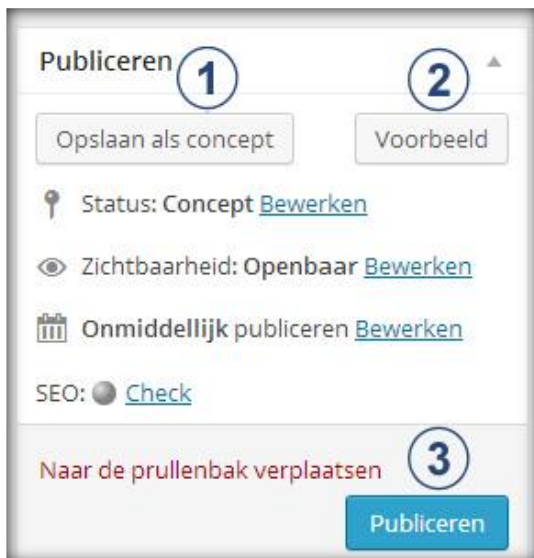 Publiceren
1
2
Opslaan als concept
Voorbeeld
Status: Concept Bewerken
Zichtbaarheid: Openbaar Bewerken
Onmiddellijk publiceren Bewerken
SEO: Check
3
Naar de prullenbak verplaatsen
Publiceren